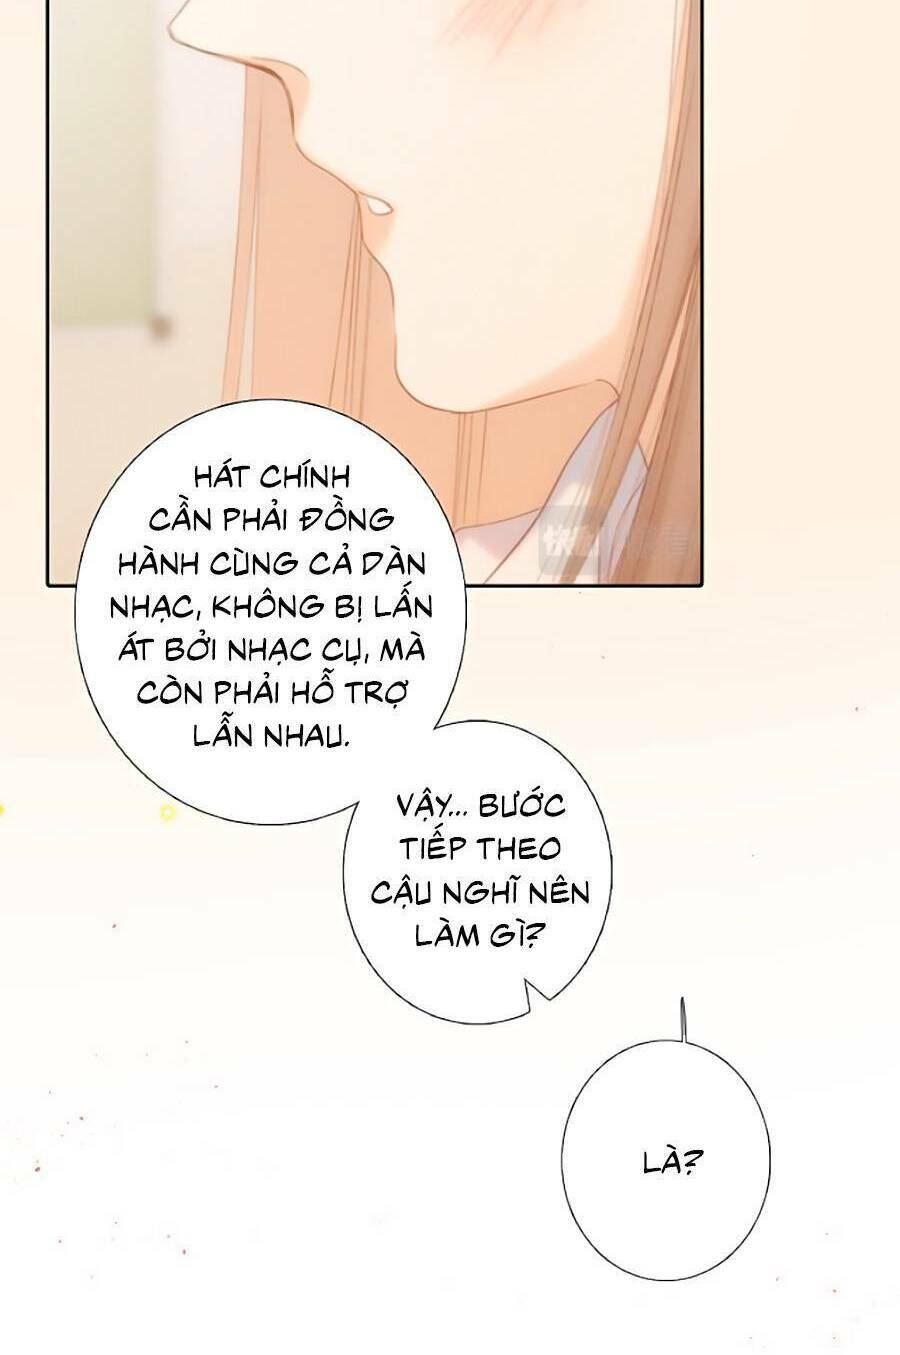 HÁT CHÍNH
CẦN PHẢI ĐỒNG
HÀNH CÙNG CẢ DÀN
NHẠC, KHÔNG BỊ LẤN
ÁT BỞI NHẠC CỤ, MÀ
CÒN PHẢI HỖ TRỢ
LẪN NHAU.
VẬY... BƯỚC
TIẾP THEO
CẬU NGHĨ NÊN
LÀM GÌ?
LÀ?